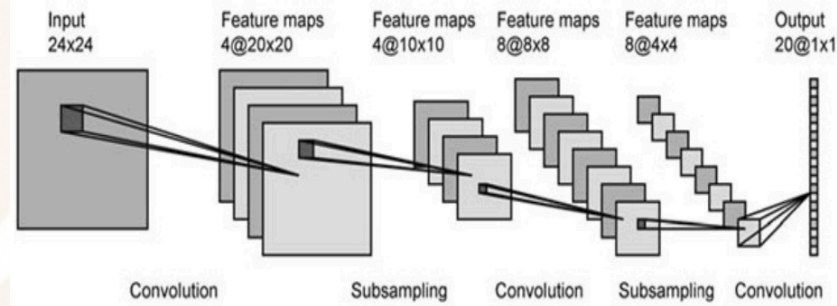 Input
24x24
Feature maps
4@20x20
Feature maps
4@10x10
Feature maps
8@8x8
Feature maps
8@4x4
Output
20@1x1
Convolution
Subsampling
Convolution
Subsampling
Convolution